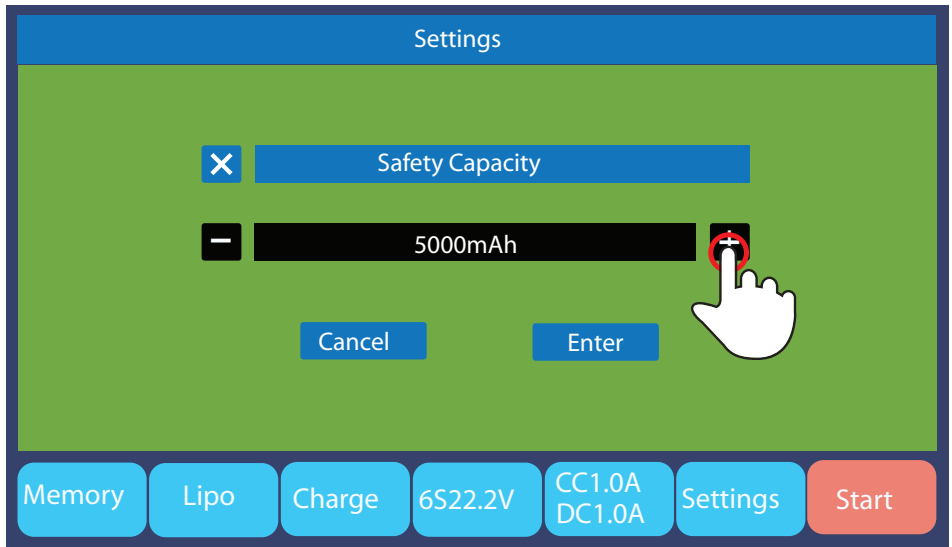 Settings
× Safety Capacity
− 5000mAh +
Cancel Enter
Memory Lipo Charge 6S22.2V CC1.0A DC1.0A Settings Start